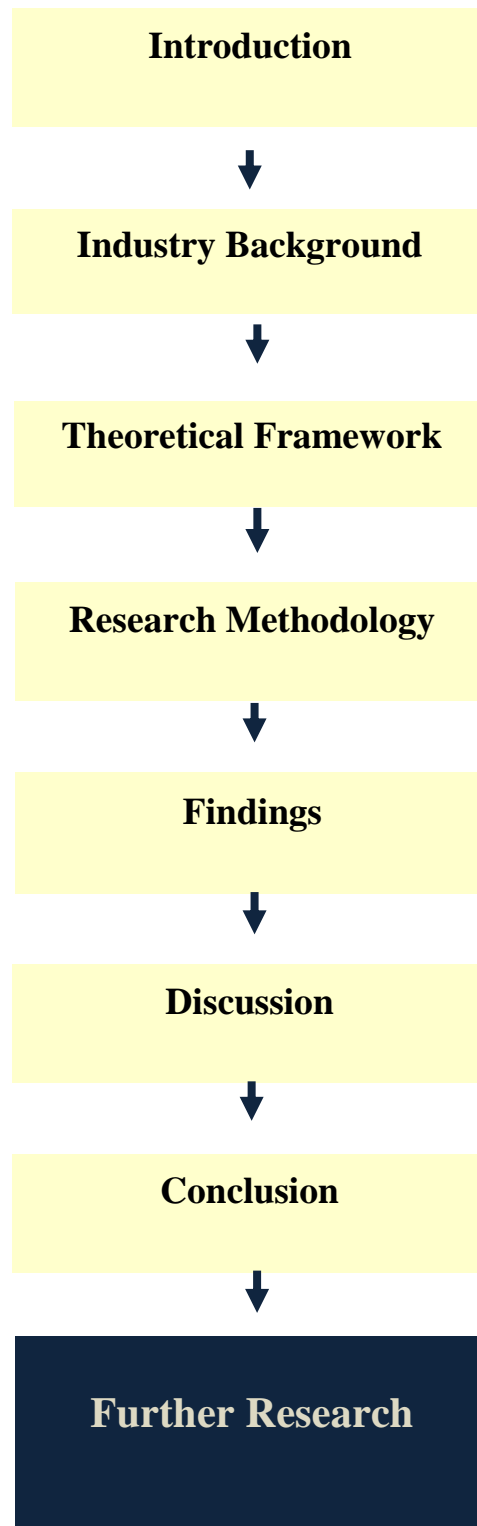 Introduction
Industry Background
Theoretical Framework
Research Methodology
Findings
Discussion
Conclusion
Further Research